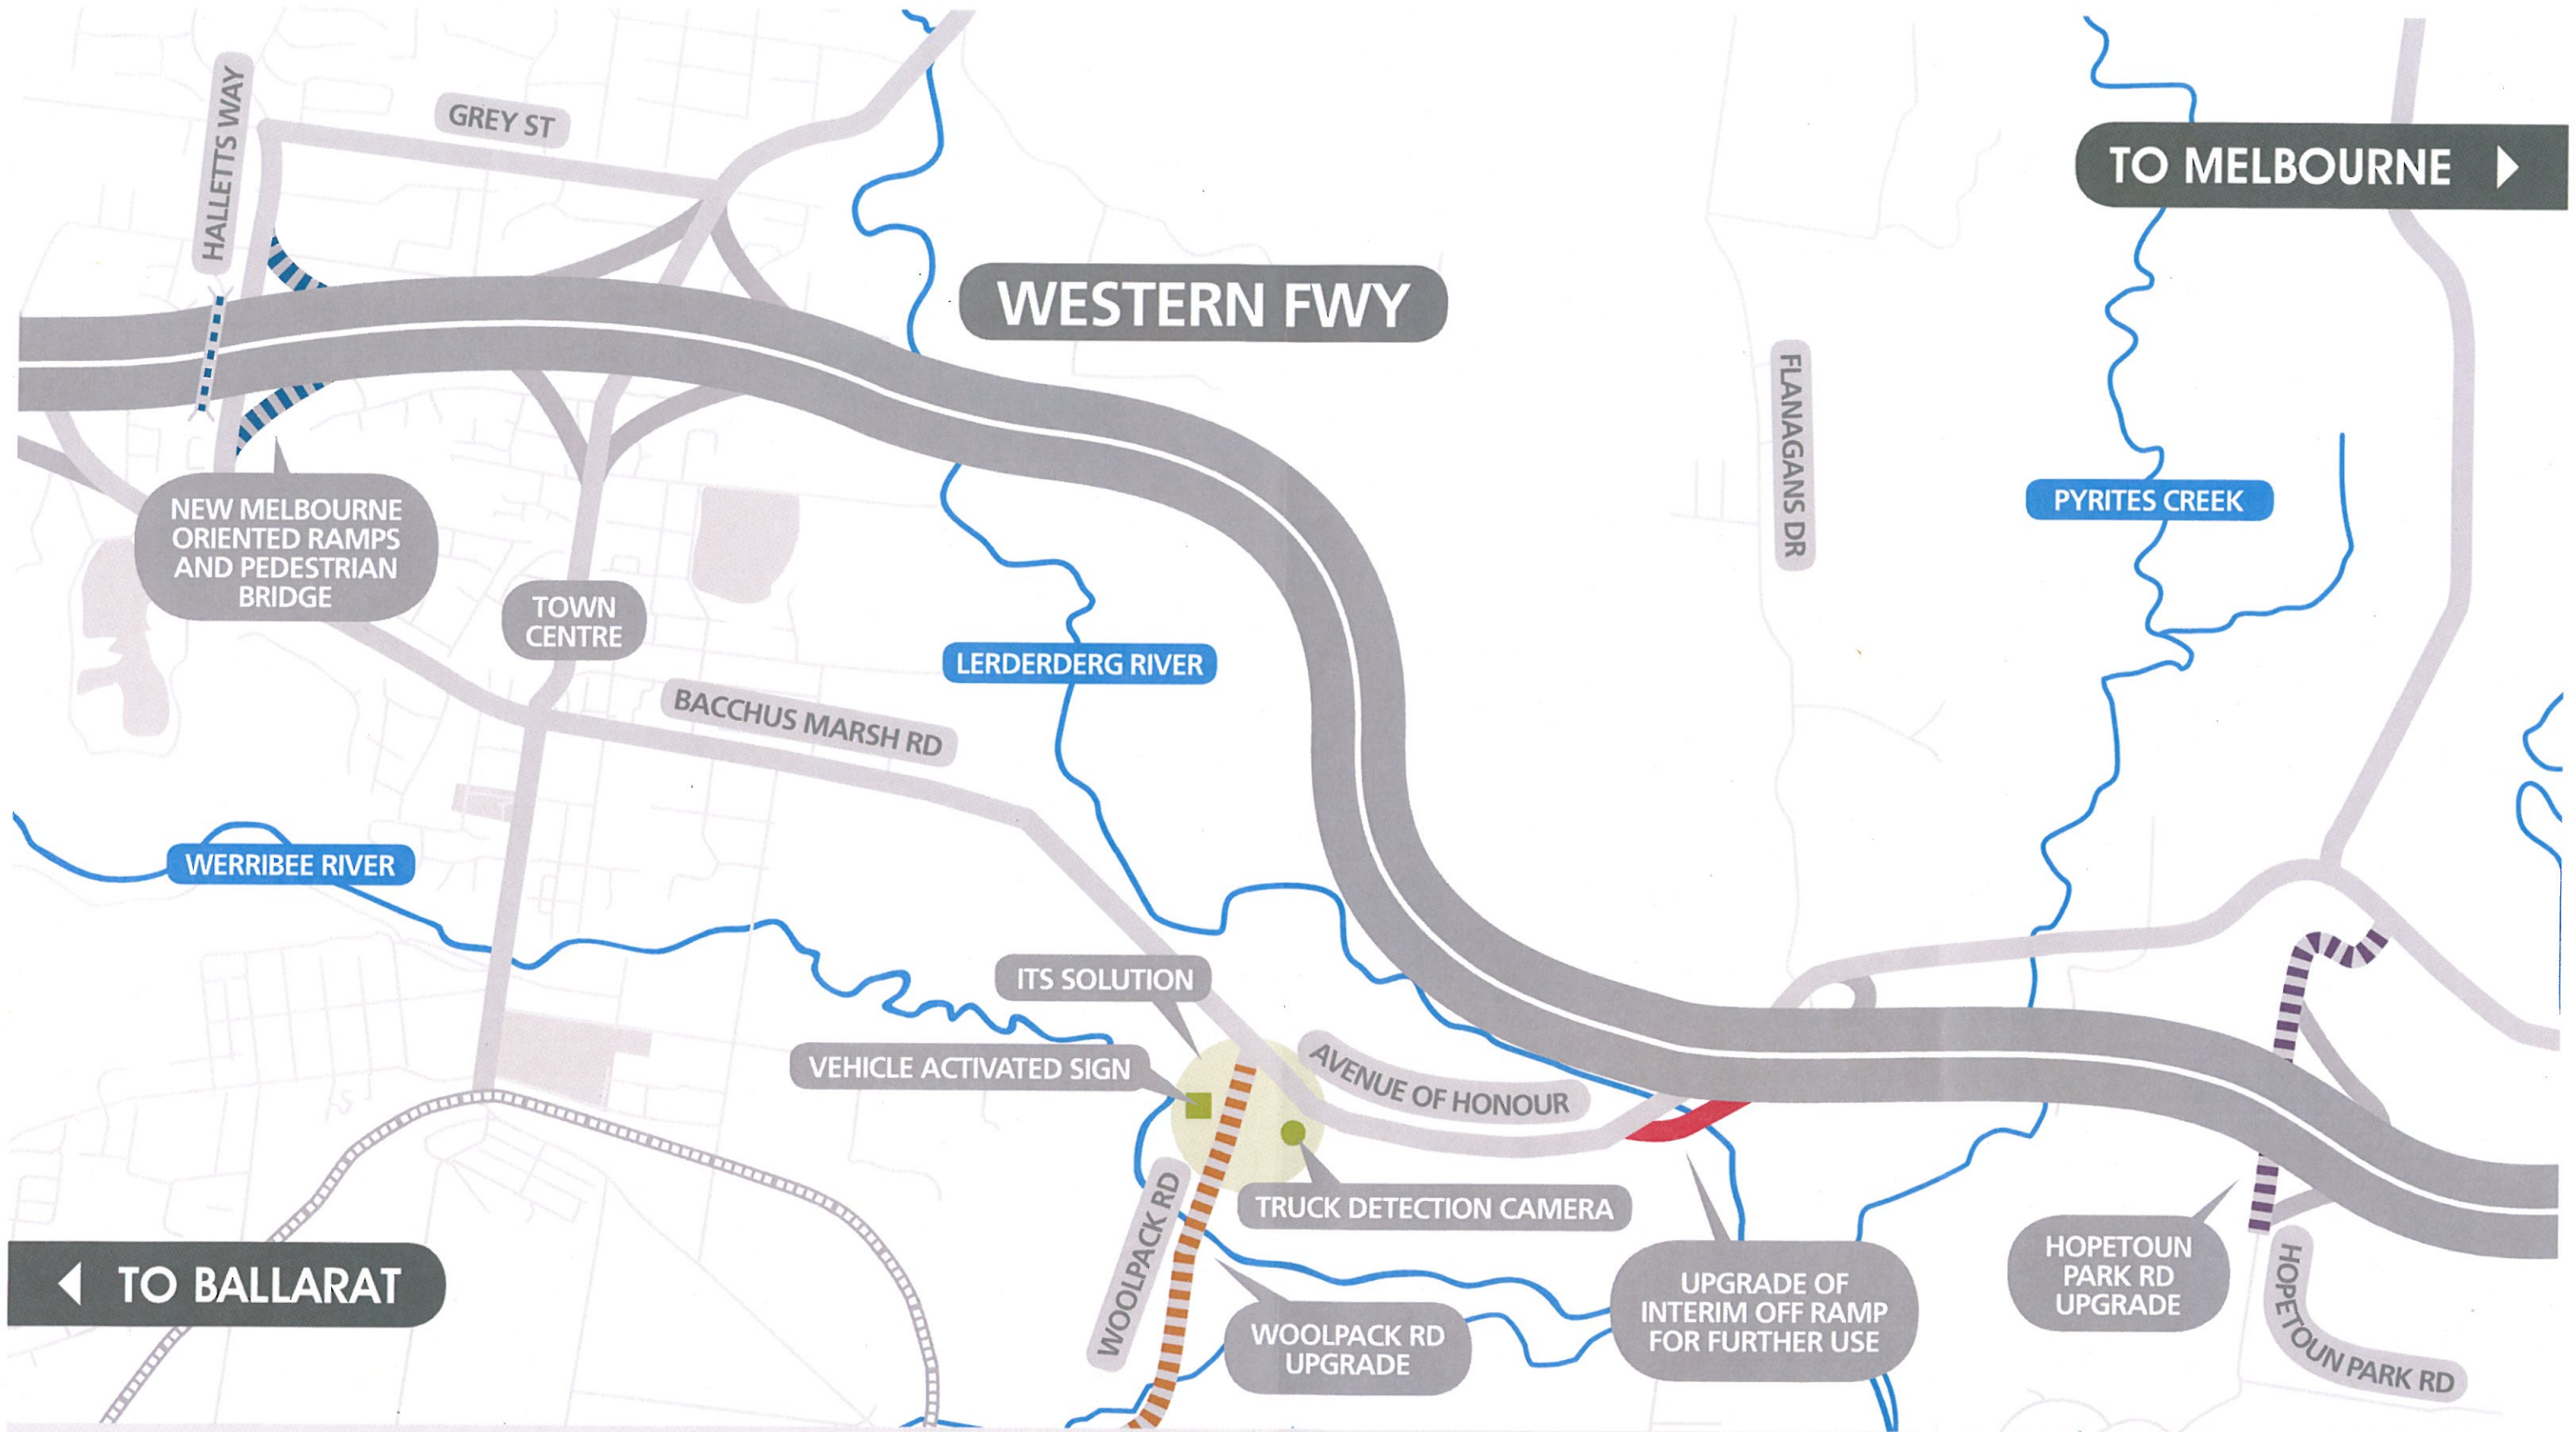 HALLETTS WAY
GREY ST
TO MELBOURNE
WESTERN FWY
FLANAGANS DR
PYRITES CREEK
NEW MELBOURNE
ORIENTED RAMPS
AND PEDESTRIAN
BRIDGE
TOWN
CENTRE
LERDERDERG RIVER
BACCHUS MARSH RD
WERRIBEE RIVER
ITS SOLUTION
VEHICLE ACTIVATED SIGN
AVENUE OF HONOUR
TRUCK DETECTION CAMERA
WOOLPACK RD
TO BALLARAT
WOOLPACK RD
UPGRADE
UPGRADE OF
INTERIM OFF RAMP
FOR FURTHER USE
HOPETOUN
PARK RD
UPGRADE
HOPETOUN PARK RD